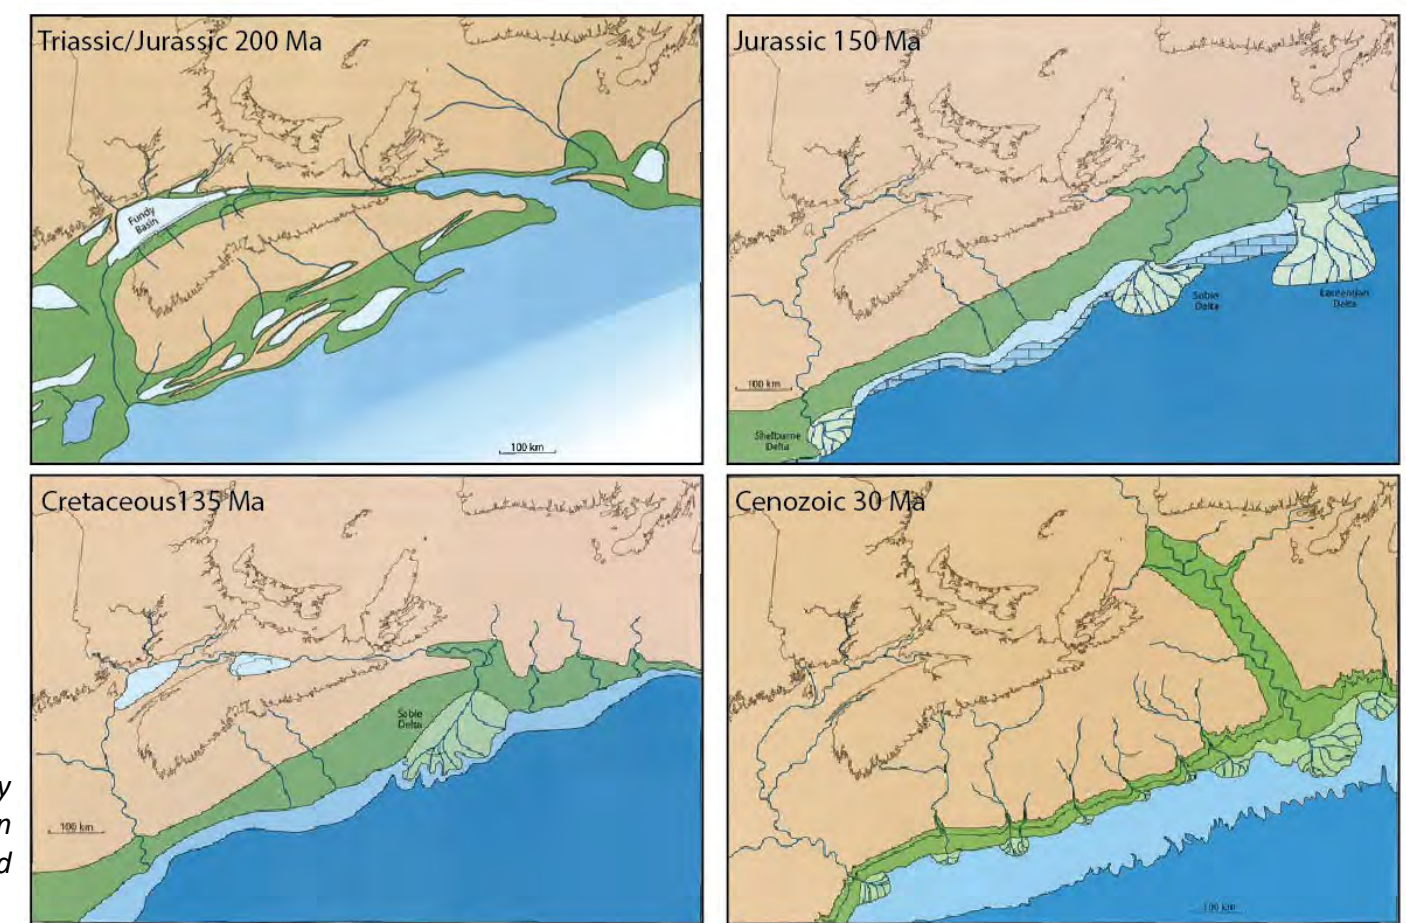 Triassic/Jurassic 200 Ma
Fundy
Basin
100 km
Jurassic 150 Ma
Sable
Delta
Laurentian
Delta
100 km
Shelburne
Delta
Cretaceous135 Ma
Sable
Delta
100 km
Cenozoic 30 Ma
100 km
y
n
d